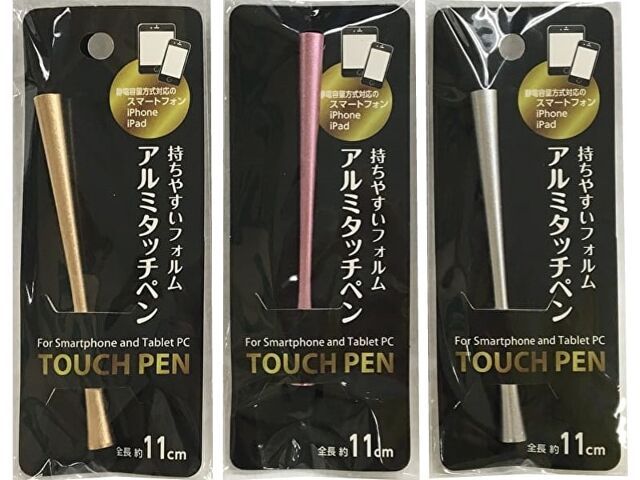 静電容量方式対応の
スマートフォン
iPhone
iPad
持ちやすいフォルム
アルミタッチペン
For Smartphone and Tablet PC
TOUCH PEN
全長 約11cm
静電容量方式対応の
スマートフォン
iPhone
iPad
持ちやすいフォルム
アルミタッチペン
For Smartphone and Tablet PC
TOUCH PEN
全長 約11cm
静電容量方式対応の
スマートフォン
iPhone
iPad
持ちやすいフォルム
アルミタッチペン
For Smartphone and Tablet PC
TOUCH PEN
全長 約11cm